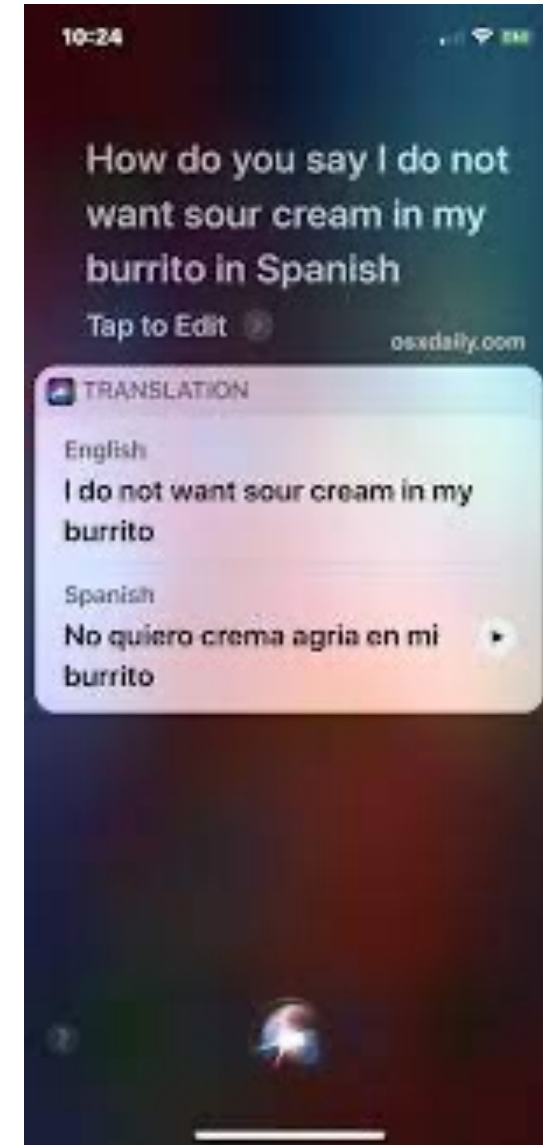 10:24
How do you say I do not
want sour cream in my
burrito in Spanish
Tap to Edit
osxdaily.com
TRANSLATION
English
I do not want sour cream in my
burrito
Spanish
No quiero crema agria en mi
burrito
?